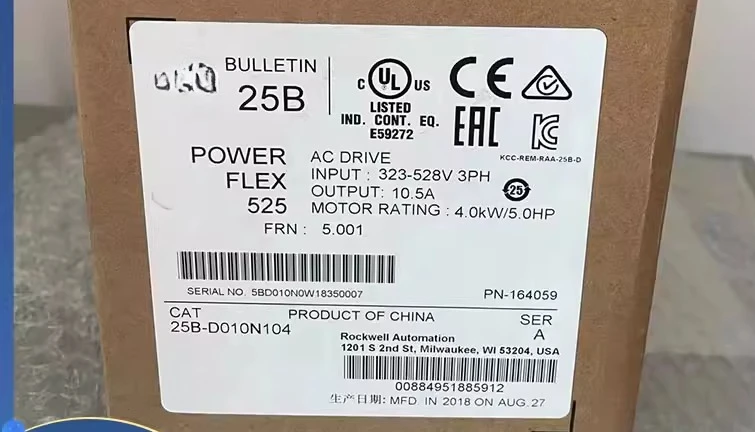 BULLETIN
25B
C UL US
LISTED
IND. CONT. EQ.
E59272
CE
EAC
KCC-REM-RAA-25B-D
POWER
FLEX
525
AC DRIVE
INPUT : 323-528V 3PH
OUTPUT: 10.5A
MOTOR RATING : 4.0kW/5.0HP
25
FRN : 5.001
SERIAL NO. 5BD010N0W18350007
PN-164059
CAT
25B-D010N104
PRODUCT OF CHINA
SER
A
Rockwell Automation
1201 S 2nd St, Milwaukee, WI 53204, USA
00884951885912
生产日期: MFD. IN 2018 ON AUG. 27